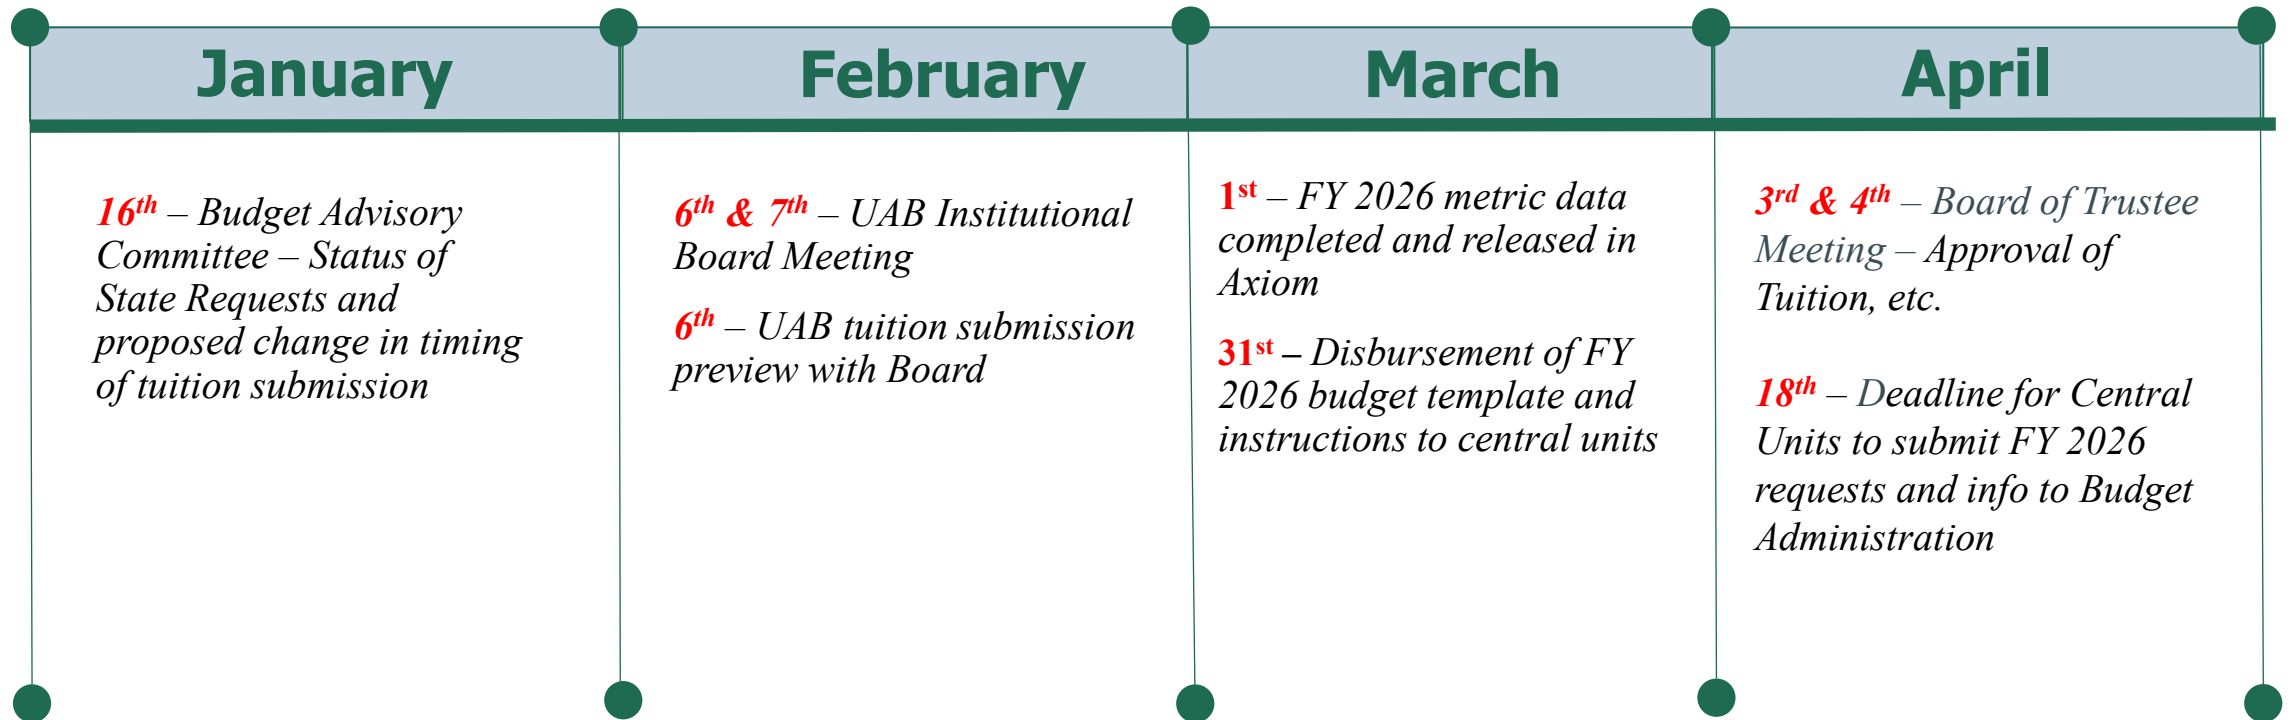 January
16th – Budget Advisory
Committee – Status of
State Requests and
proposed change in timing
of tuition submission
February
6th & 7th – UAB Institutional
Board Meeting
6th – UAB tuition submission
preview with Board
March
1st – FY 2026 metric data
completed and released in
Axiom
31st – Disbursement of FY
2026 budget template and
instructions to central units
April
3rd & 4th – Board of Trustee
Meeting – Approval of
Tuition, etc.
18th – Deadline for Central
Units to submit FY 2026
requests and info to Budget
Administration